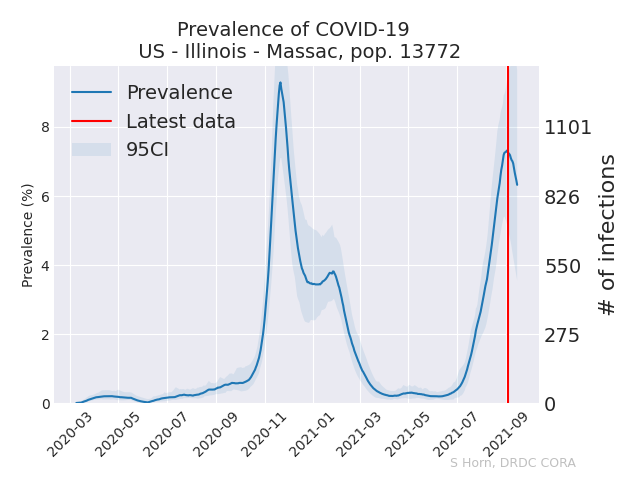 Prevalence of COVID-19
US - Illinois - Massac, pop. 13772
Prevalence
Latest data
95CI
Prevalence (%)
8
6
4
2
0
1101
826
550
275
0
# of infections
2020-03
2020-05
2020-07
2020-09
2020-11
2021-01
2021-03
2021-05
2021-07
2021-09
S Horn, DRDC CORA